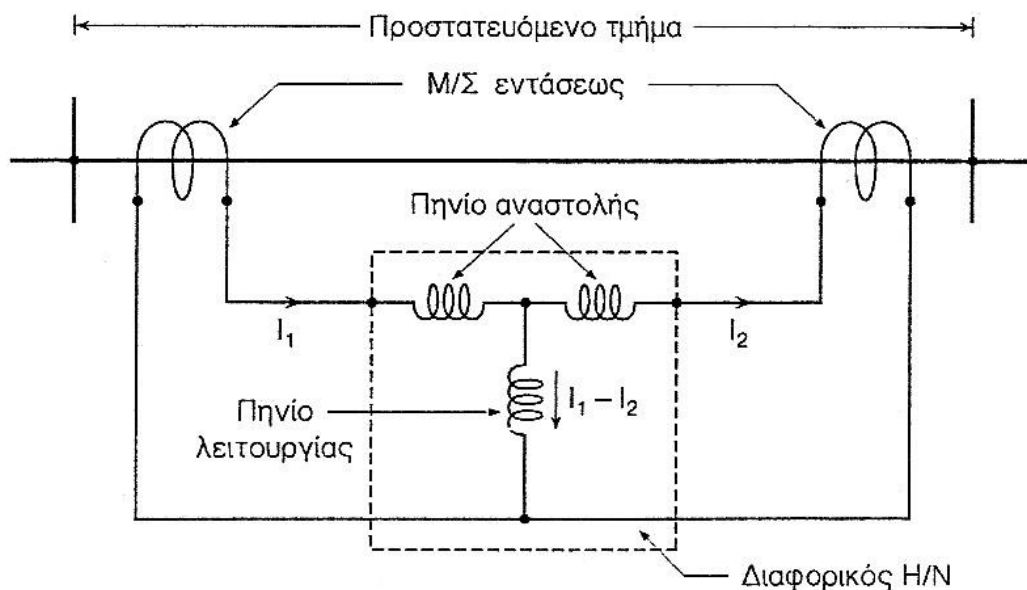 Προστατευόμενο τμήμα
Μ/Σ εντάσεως
Πηνίο αναστολής
I₁
I₂
I₁ – I₂
Πηνίο
λειτουργίας
Διαφορικός Η/Ν